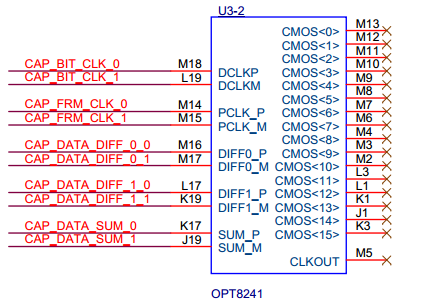 U3-2
CAP_BIT_CLK_0 M18 DCLKP
CAP_BIT_CLK_1 L19 DCLKM
CAP_FRM_CLK_0 M14 PCLK_P
CAP_FRM_CLK_1 M15 PCLK_M
CAP_DATA_DIFF_0_0 M16 DIFF0_P
CAP_DATA_DIFF_0_1 M17 DIFF0_M
CAP_DATA_DIFF_1_0 L17 DIFF1_P
CAP_DATA_DIFF_1_1 K19 DIFF1_M
CAP_DATA_SUM_0 K17 SUM_P
CAP_DATA_SUM_1 J19 SUM_M
CMOS<0> M13
CMOS<1> M12
CMOS<2> M11
CMOS<3> M10
CMOS<4> M9
CMOS<5> M8
CMOS<6> M7
CMOS<7> M6
CMOS<8> M4
CMOS<9> M3
CMOS<10> M2
CMOS<11> L3
CMOS<12> L1
CMOS<13> K1
CMOS<14> J1
CMOS<15> K3
CLKOUT M5
OPT8241